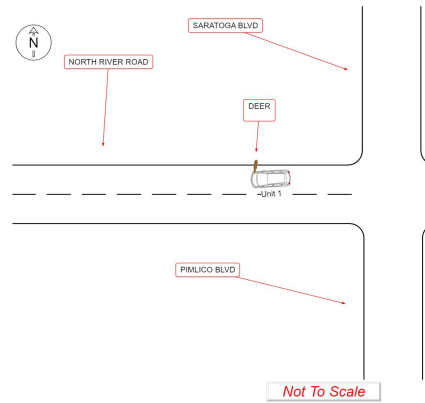 SARATOGA BLVD
N
NORTH RIVER ROAD
DEER
Unit 1
PIMLICO BLVD
Not To Scale